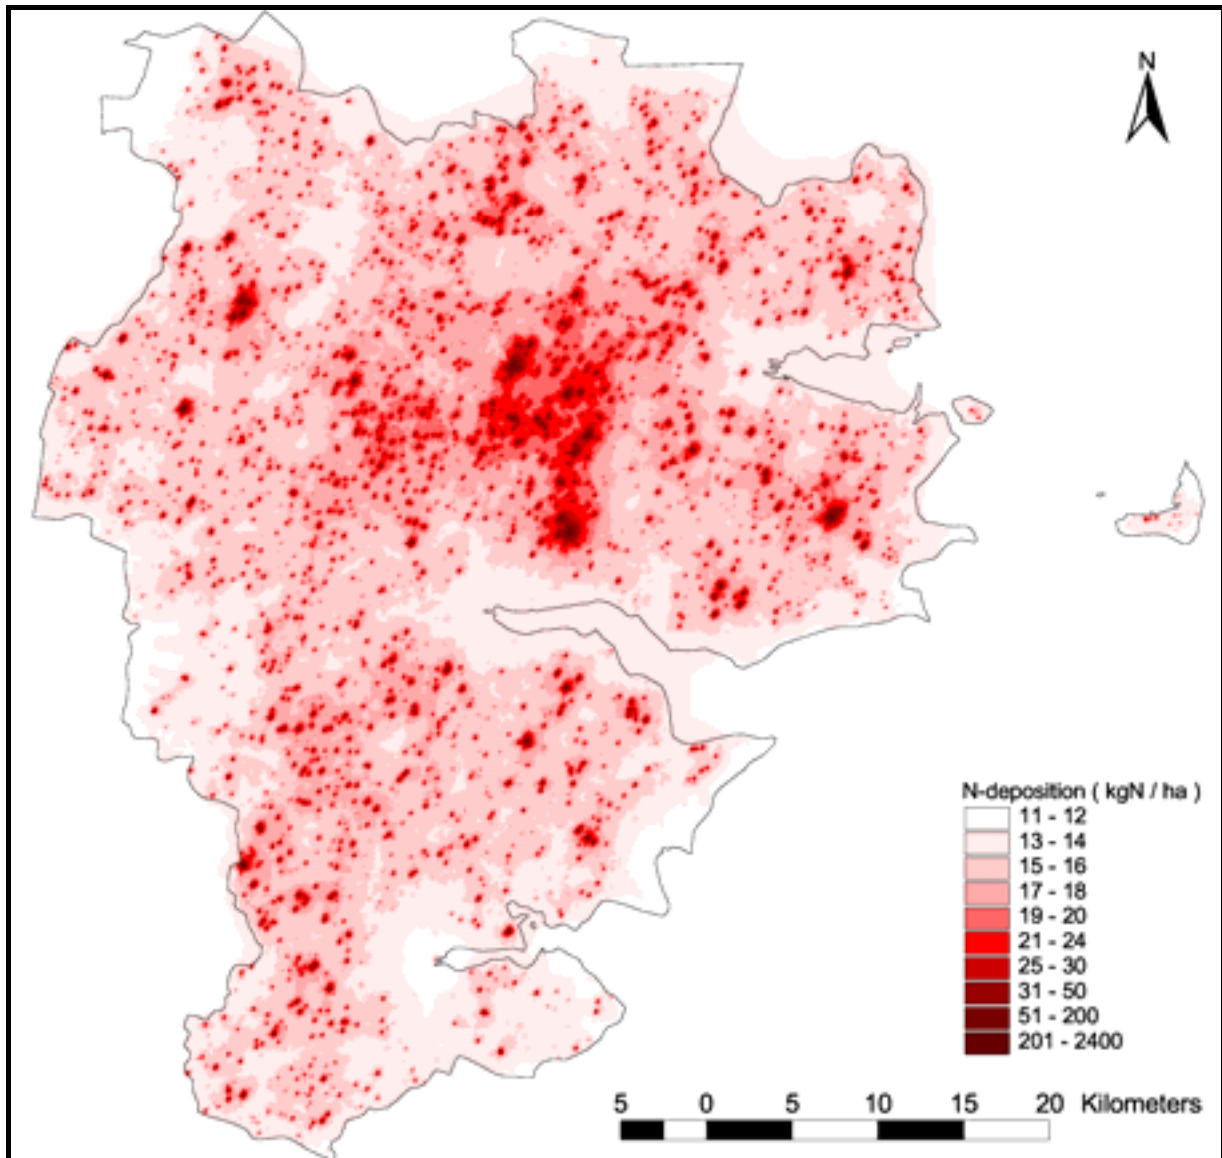 N
N-deposition ( kgN / ha )
11 - 12
13 - 14
15 - 16
17 - 18
19 - 20
21 - 24
25 - 30
31 - 50
51 - 200
201 - 2400
5 0 5 10 15 20 Kilometers